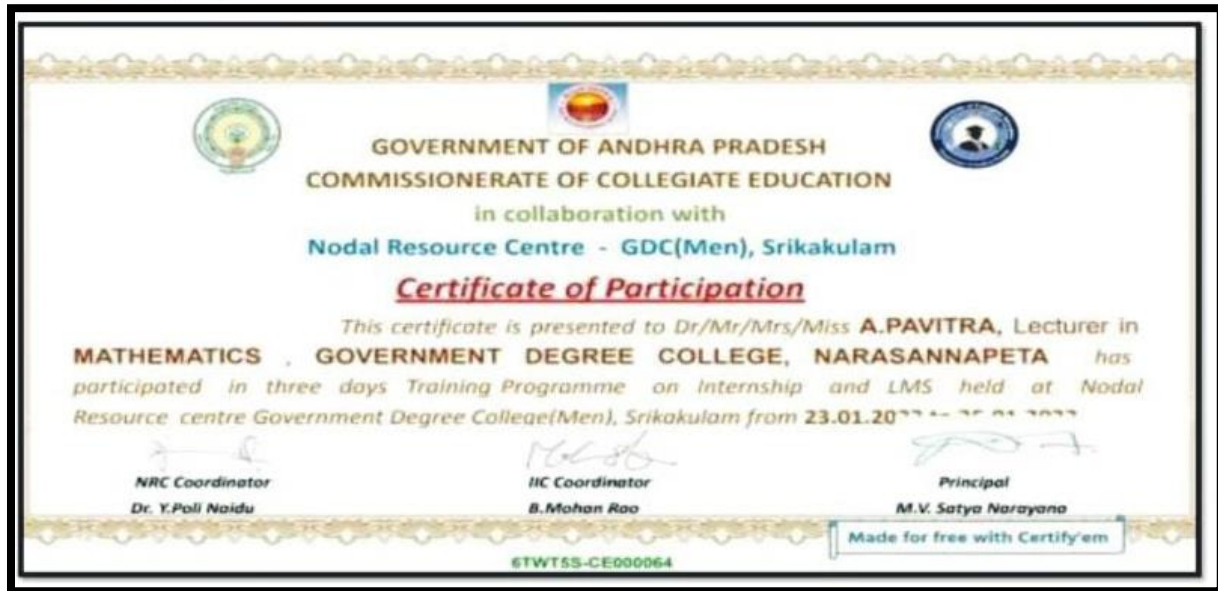 GOVERNMENT OF ANDHRA PRADESH
COMMISSIONERATE OF COLLEGIATE EDUCATION
in collaboration with
Nodal Resource Centre - GDC(Men), Srikakulam
Certificate of Participation
This certificate is presented to Dr/Mr/Mrs/Miss A.PAVITRA, Lecturer in
MATHEMATICS . GOVERNMENT DEGREE COLLEGE, NARASANNAPETA has
participated in three days Training Programme on Internship and LMS held at Nodal
Resource centre Government Degree College(Men), Srikakulam from
NRC Coordinator IIC Coordinator Principal
Dr. Y.Poli Naidu B.Mohan Rao M.V. Satya Narayana
Made for free with Certify'em
6TWT5S-CE000064